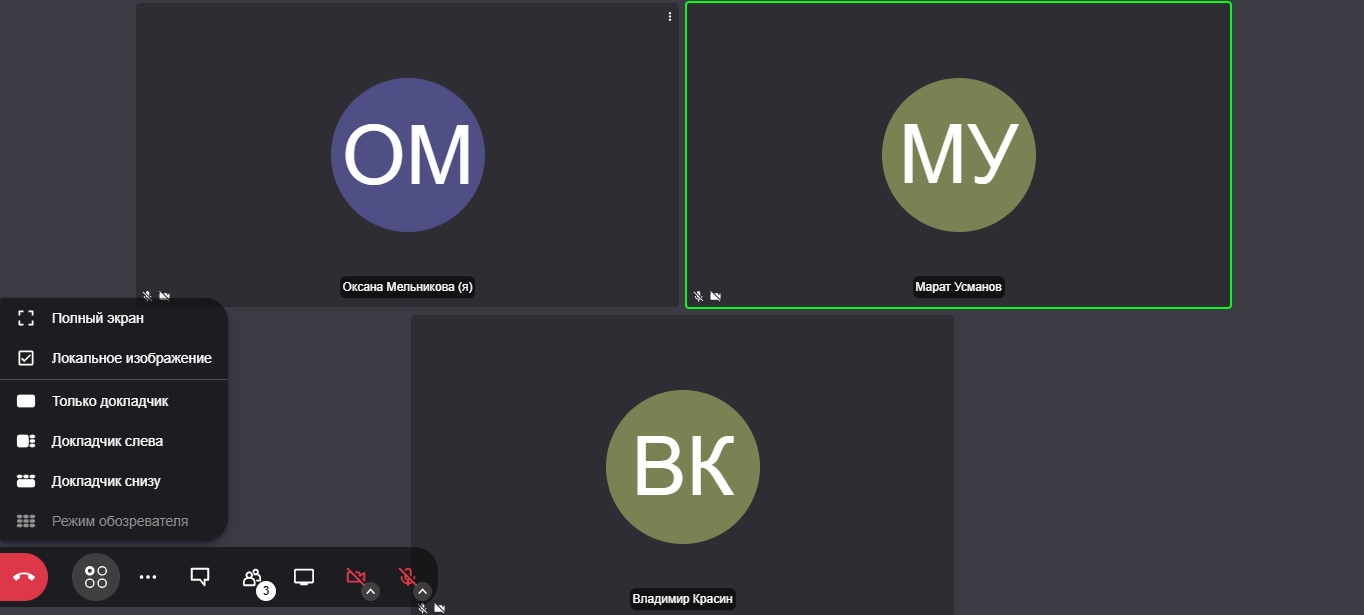 ОМ
Оксана Мельникова (я)
МУ
Марат Усманов
ВК
Владимир Красин
Полный экран
Локальное изображение
Только докладчик
Докладчик слева
Докладчик снизу
Режим обозревателя
3